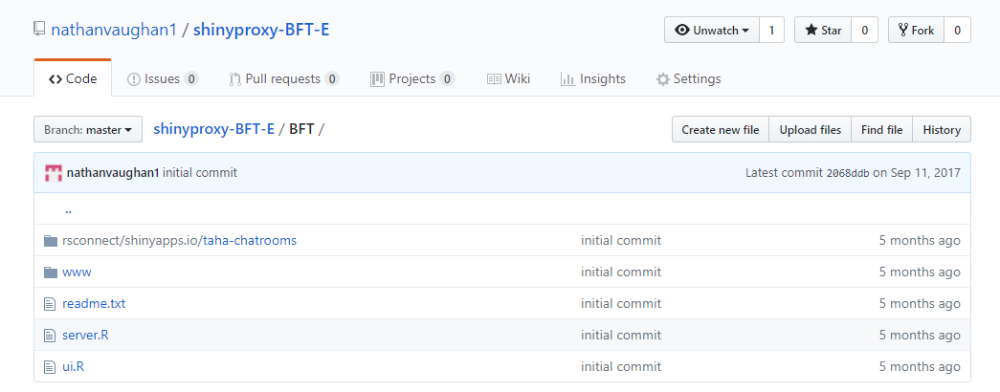 nathanvaughan1 / shinyproxy-BFT-E Unwatch 1 Star 0 Fork 0
Code Issues 0 Pull requests 0 Projects 0 Wiki Insights Settings
Branch: master shinyproxy-BFT-E / BFT / Create new file Upload files Find file History
nathanvaughan1 initial commit Latest commit 2068ddb on Sep 11, 2017
..
rsconnect/shinyapps.io/taha-chatrooms initial commit 5 months ago
www initial commit 5 months ago
readme.txt initial commit 5 months ago
server.R initial commit 5 months ago
ui.R initial commit 5 months ago